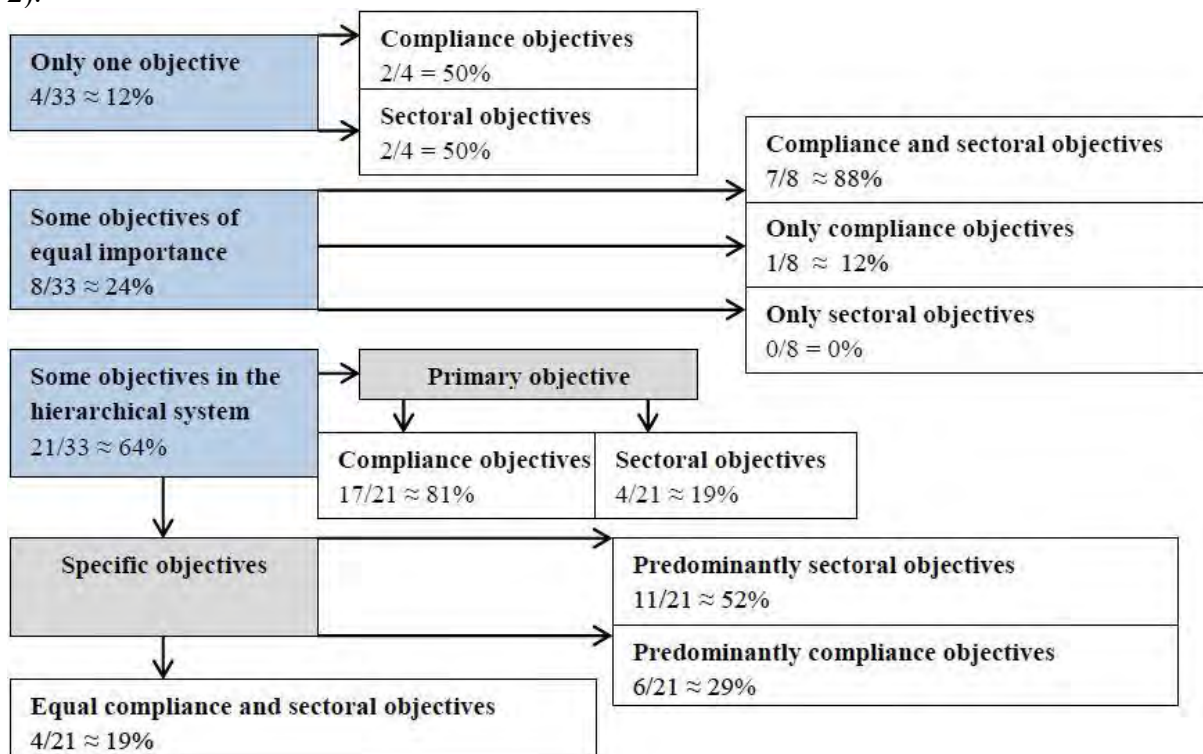 2).
Only one objective
4/33 ≈ 12%
Compliance objectives
2/4 = 50%
Sectoral objectives
2/4 = 50%
Some objectives of
equal importance
8/33 ≈ 24%
Compliance and sectoral objectives
7/8 ≈ 88%
Only compliance objectives
1/8 ≈ 12%
Only sectoral objectives
0/8 = 0%
Some objectives in the
hierarchical system
21/33 ≈ 64%
Primary objective
Compliance objectives
17/21 ≈ 81%
Sectoral objectives
4/21 ≈ 19%
Specific objectives
Predominantly sectoral objectives
11/21 ≈ 52%
Predominantly compliance objectives
6/21 ≈ 29%
Equal compliance and sectoral objectives
4/21 ≈ 19%